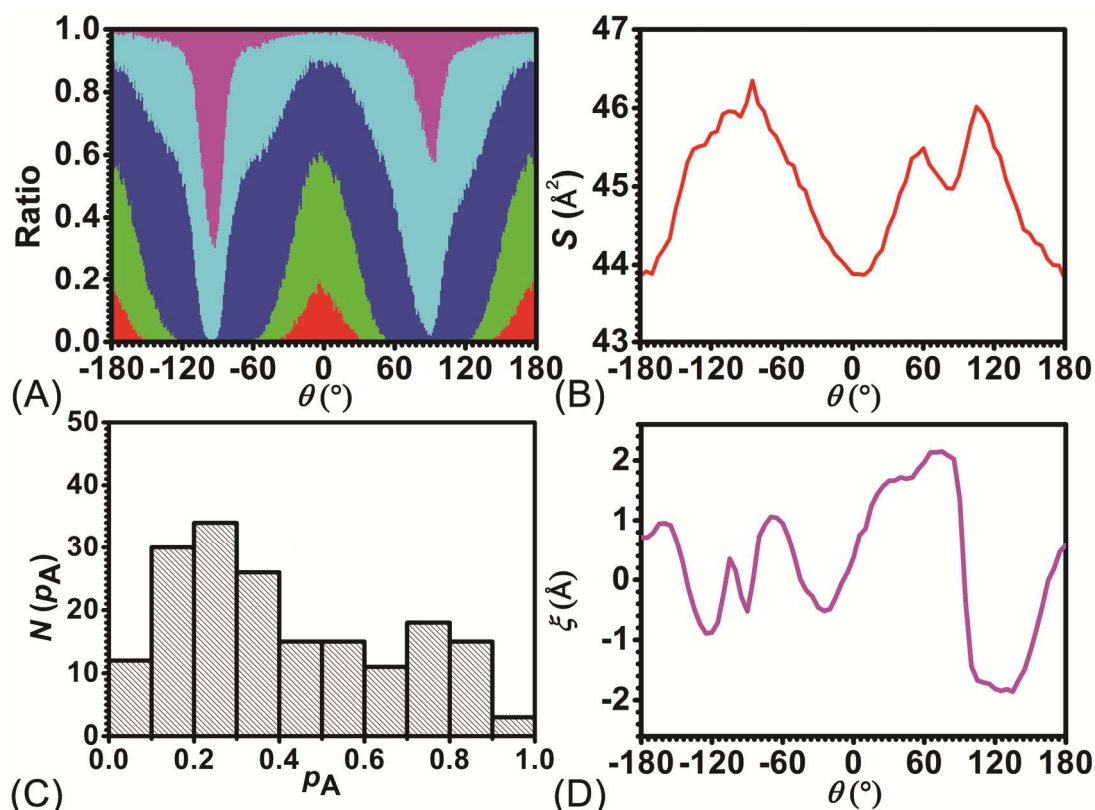 1.0
0.8
0.6
0.4
0.2
0.0
Ratio
-180 -120 -60 0 60 120 180
θ (°)
(A)
47
46
45
44
43
S (Å²)
-180 -120 -60 0 60 120 180
θ (°)
(B)
50
40
30
20
10
0
N (pA)
0.0 0.2 0.4 0.6 0.8 1.0
pA
(C)
2
1
0
-1
-2
ξ (Å)
-180 -120 -60 0 60 120 180
θ (°)
(D)